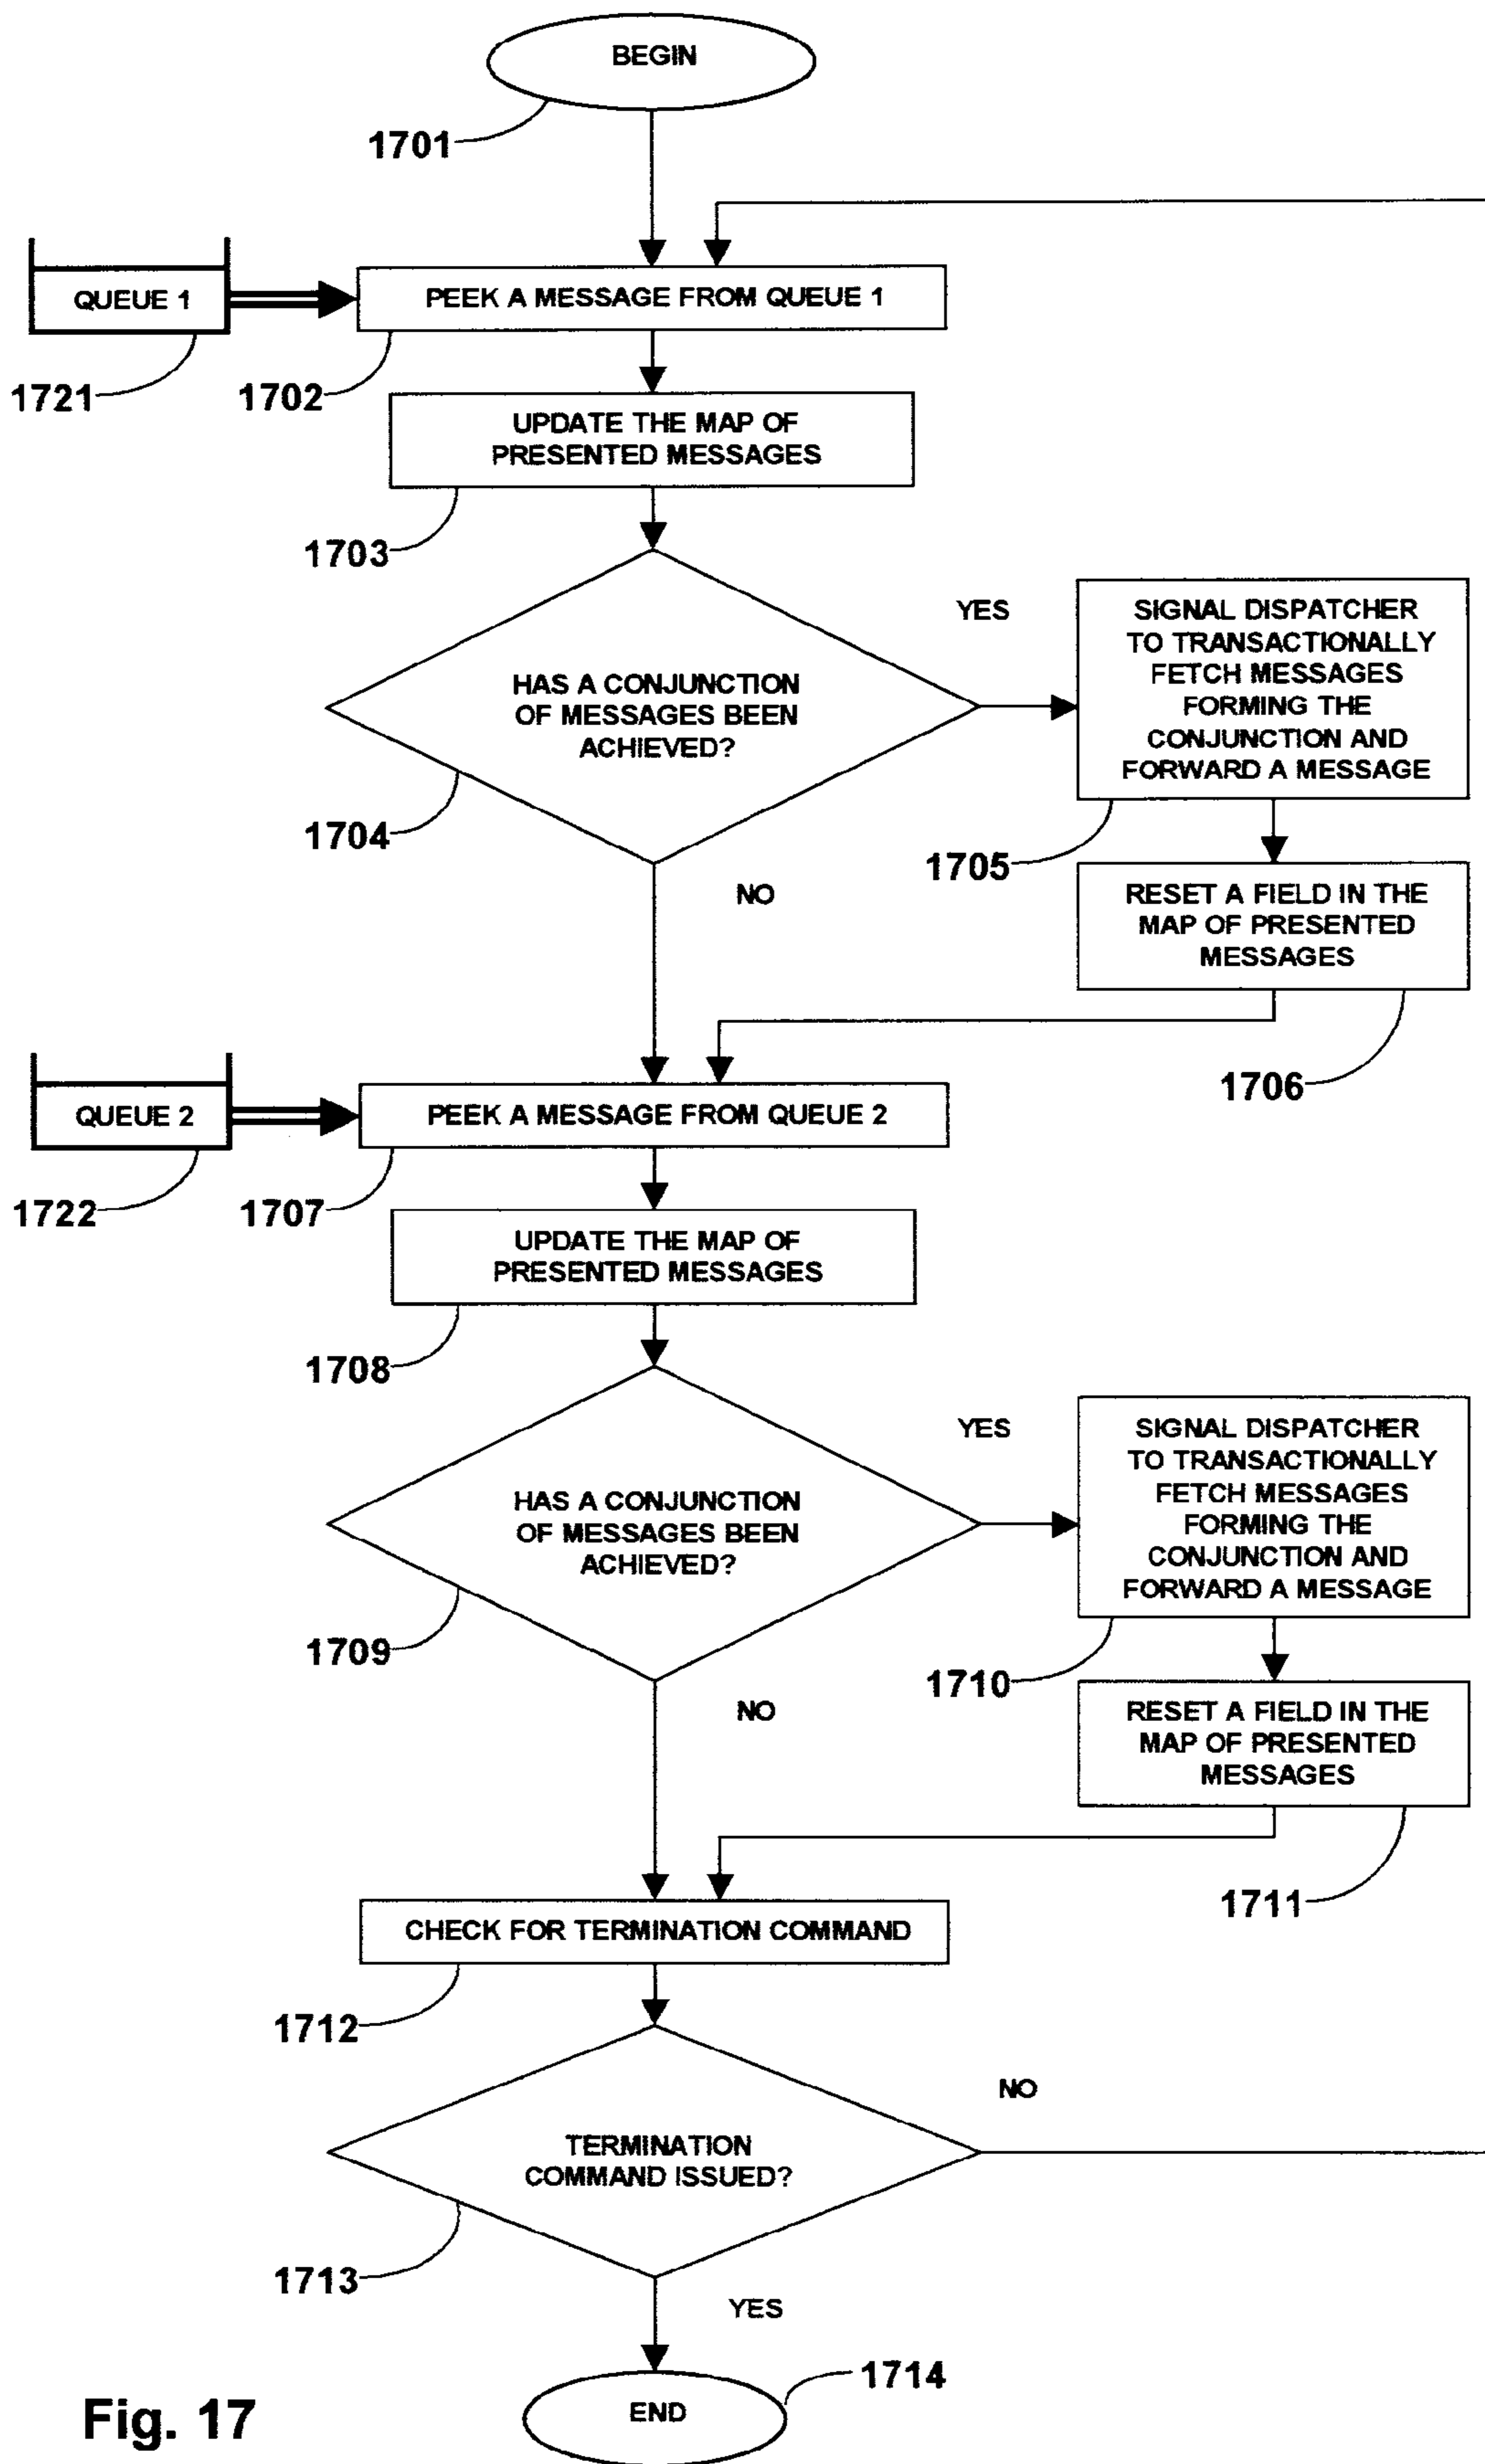 BEGIN
1701
QUEUE 1
PEEK A MESSAGE FROM QUEUE 1
1721
1702
UPDATE THE MAP OF
PRESENTED MESSAGES
1703
HAS A CONJUNCTION
OF MESSAGES BEEN
ACHIEVED?
1704
YES
SIGNAL DISPATCHER
TO TRANSACTIONALLY
FETCH MESSAGES
FORMING THE
CONJUNCTION AND
FORWARD A MESSAGE
1705
NO
RESET A FIELD IN THE
MAP OF PRESENTED
MESSAGES
1706
QUEUE 2
PEEK A MESSAGE FROM QUEUE 2
1722
1707
UPDATE THE MAP OF
PRESENTED MESSAGES
1708
HAS A CONJUNCTION
OF MESSAGES BEEN
ACHIEVED?
1709
YES
SIGNAL DISPATCHER
TO TRANSACTIONALLY
FETCH MESSAGES
FORMING THE
CONJUNCTION AND
FORWARD A MESSAGE
1710
NO
RESET A FIELD IN THE
MAP OF PRESENTED
MESSAGES
1711
CHECK FOR TERMINATION COMMAND
1712
TERMINATION
COMMAND ISSUED?
1713
NO
YES
END
1714
Fig. 17